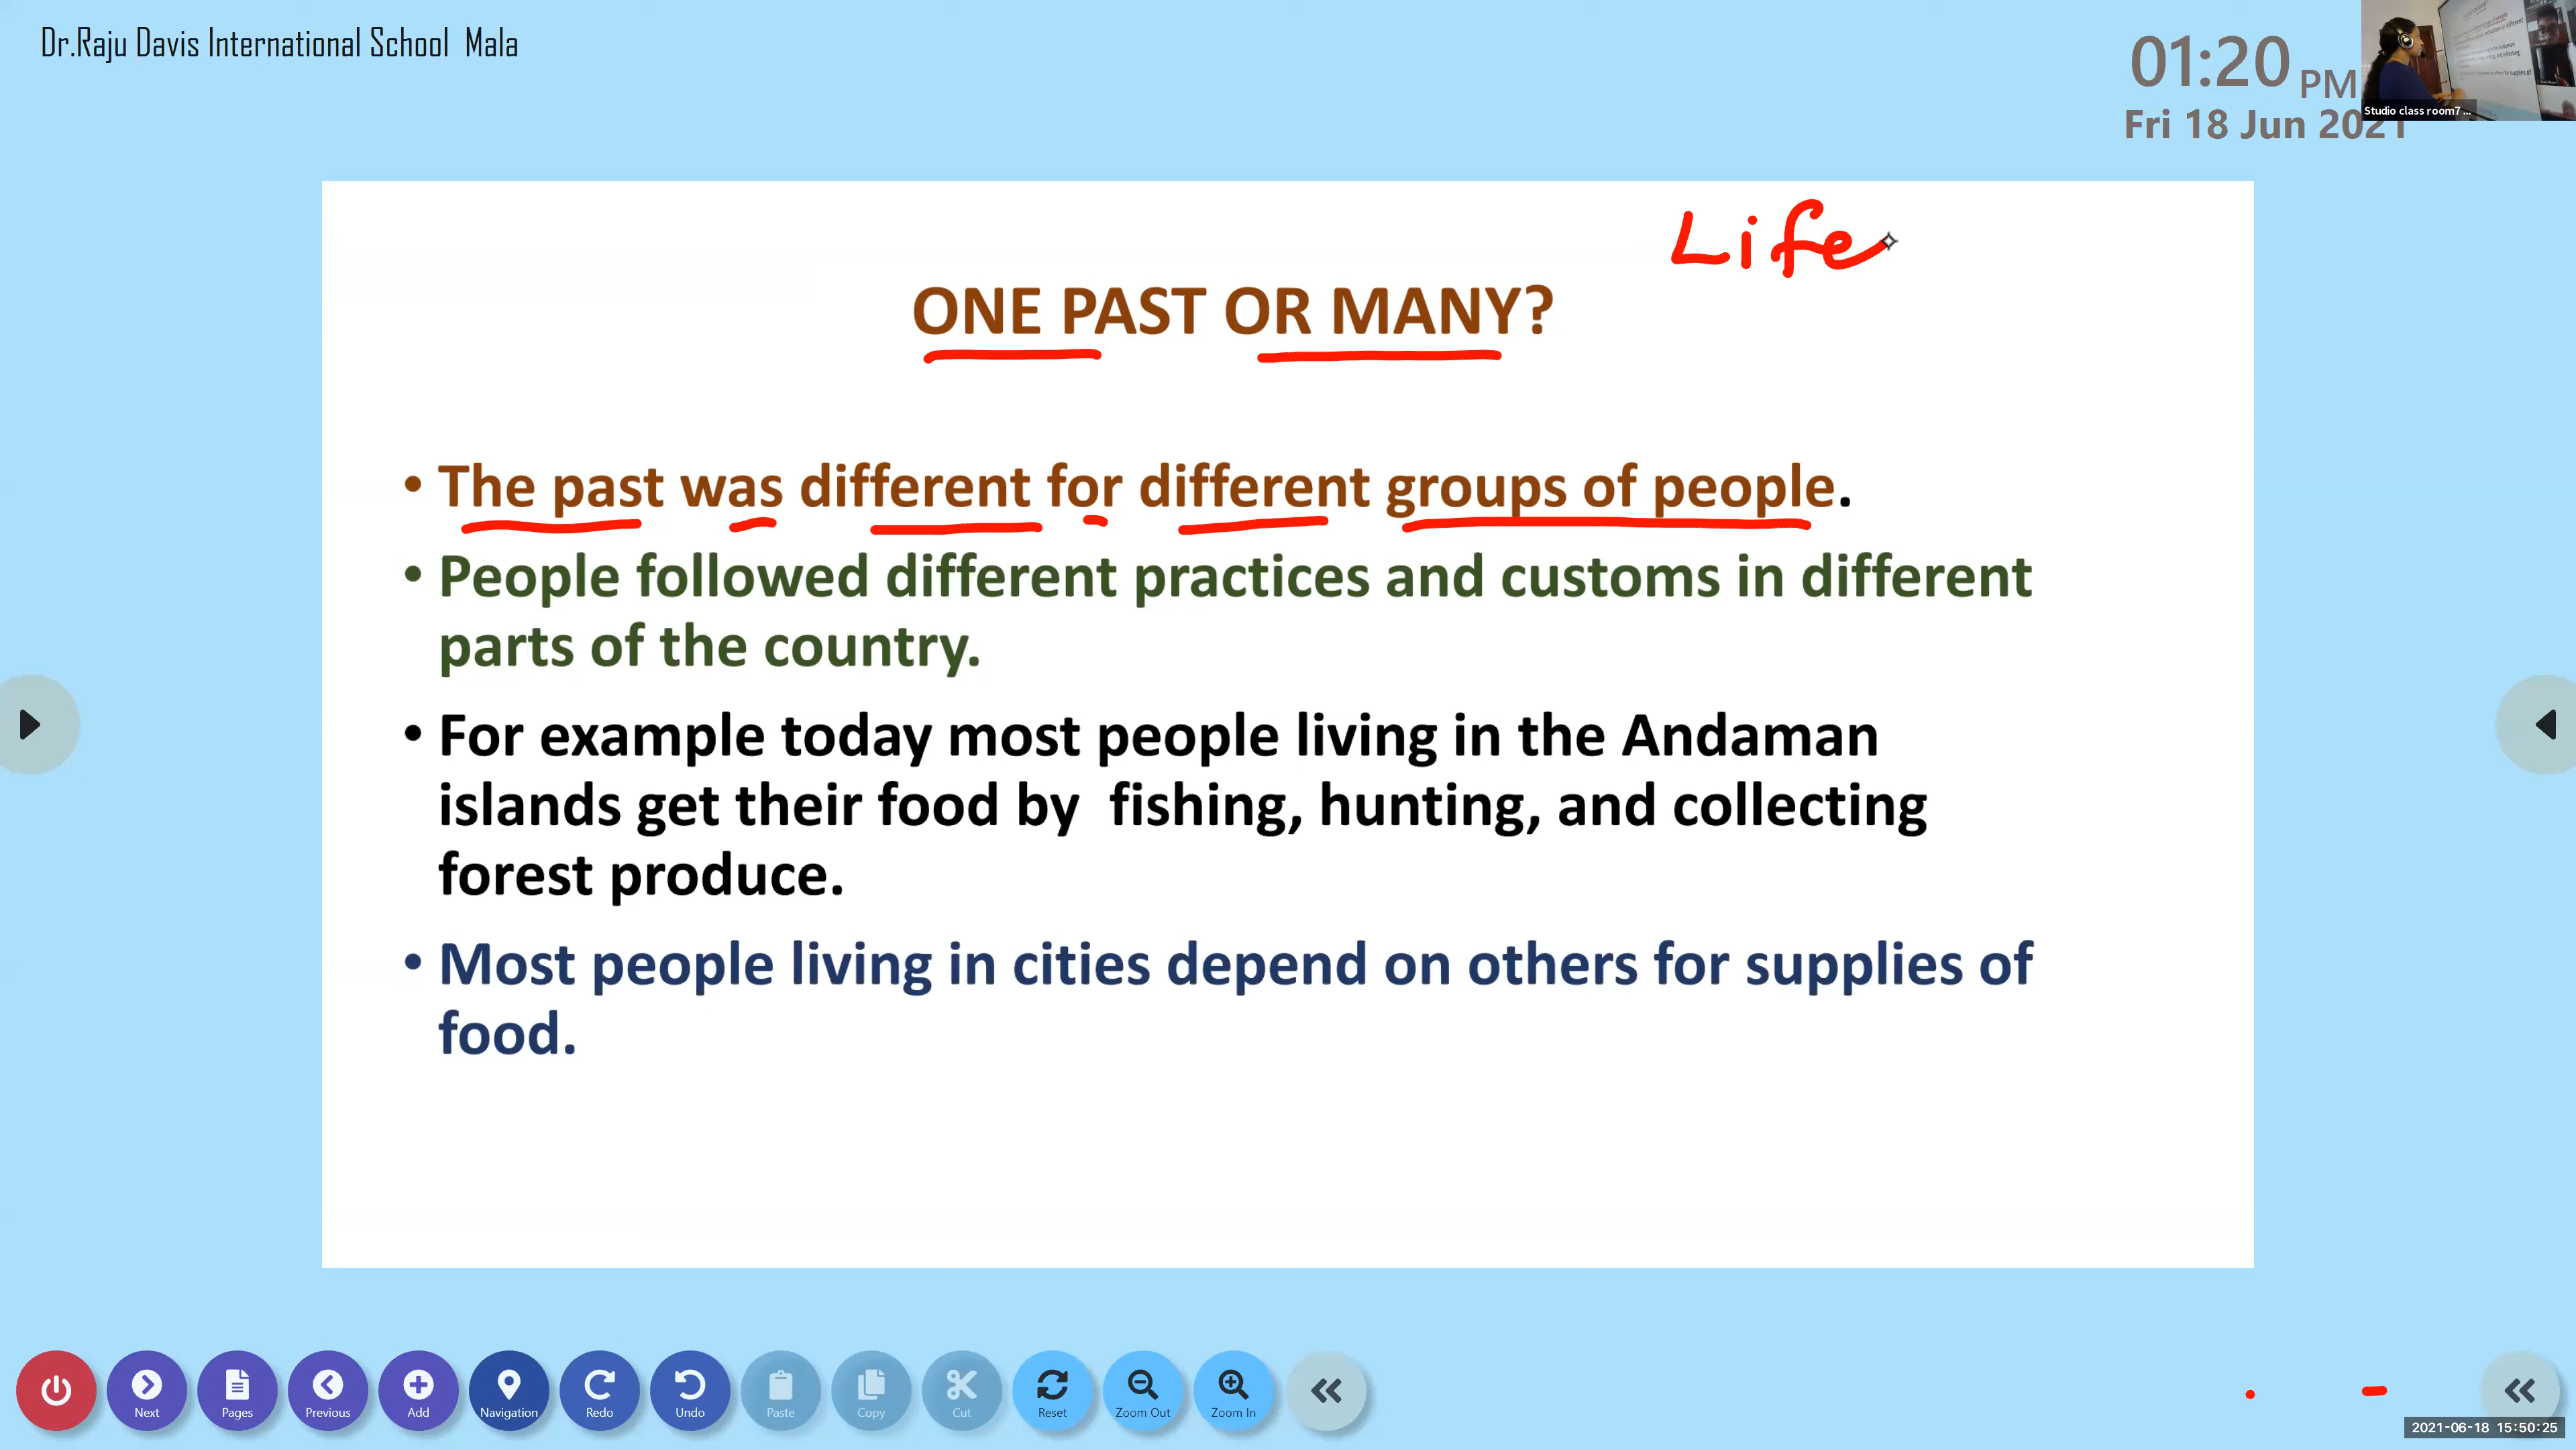 Dr.Raju Davis International School Mala
01:20 PM
Fri 18 Jun 2021
Studio class room7 ...
Life
ONE PAST OR MANY?
• The past was different for different groups of people.
• People followed different practices and customs in different
parts of the country.
• For example today most people living in the Andaman
islands get their food by fishing, hunting, and collecting
forest produce.
• Most people living in cities depend on others for supplies of
food.
Next Pages Previous Add Navigation Redo Undo Paste Copy Cut Reset Zoom Out Zoom In
2021-06-18 15:50:25